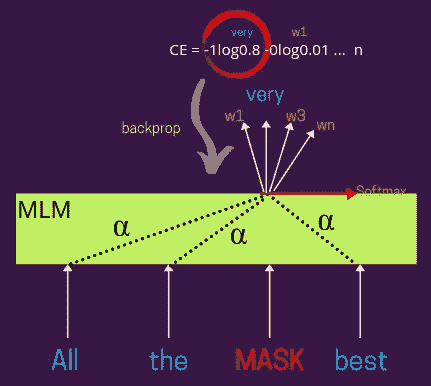 very w1
CE = -1log0.8 -0log0.01 ... n
very
w1 w3
wn
backprop
Softmax
MLM
α α α
All the MASK best